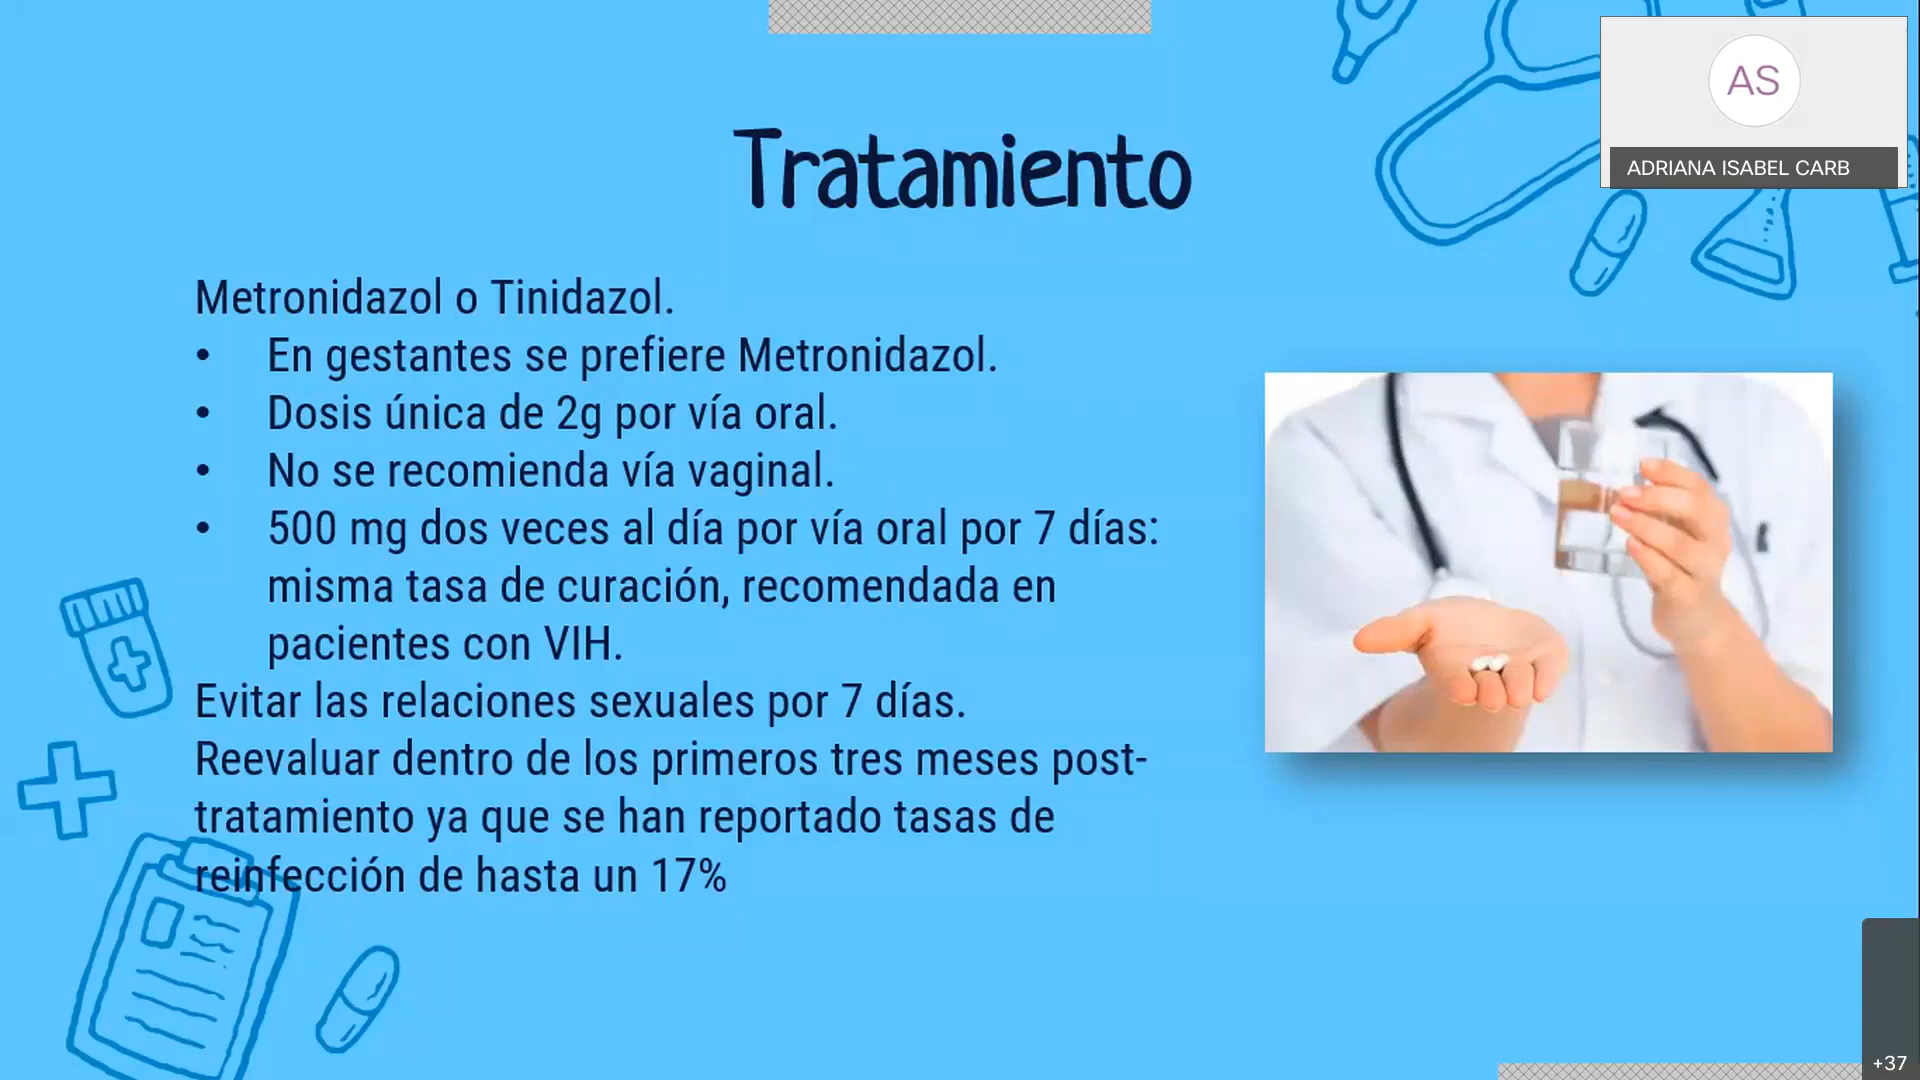 AS
ADRIANA ISABEL CARB
Tratamiento
Metronidazol o Tinidazol.
• En gestantes se prefiere Metronidazol.
• Dosis única de 2g por vía oral.
• No se recomienda vía vaginal.
• 500 mg dos veces al día por vía oral por 7 días:
misma tasa de curación, recomendada en
pacientes con VIH.
Evitar las relaciones sexuales por 7 días.
Reevaluar dentro de los primeros tres meses post-
tratamiento ya que se han reportado tasas de
reinfección de hasta un 17%
+37